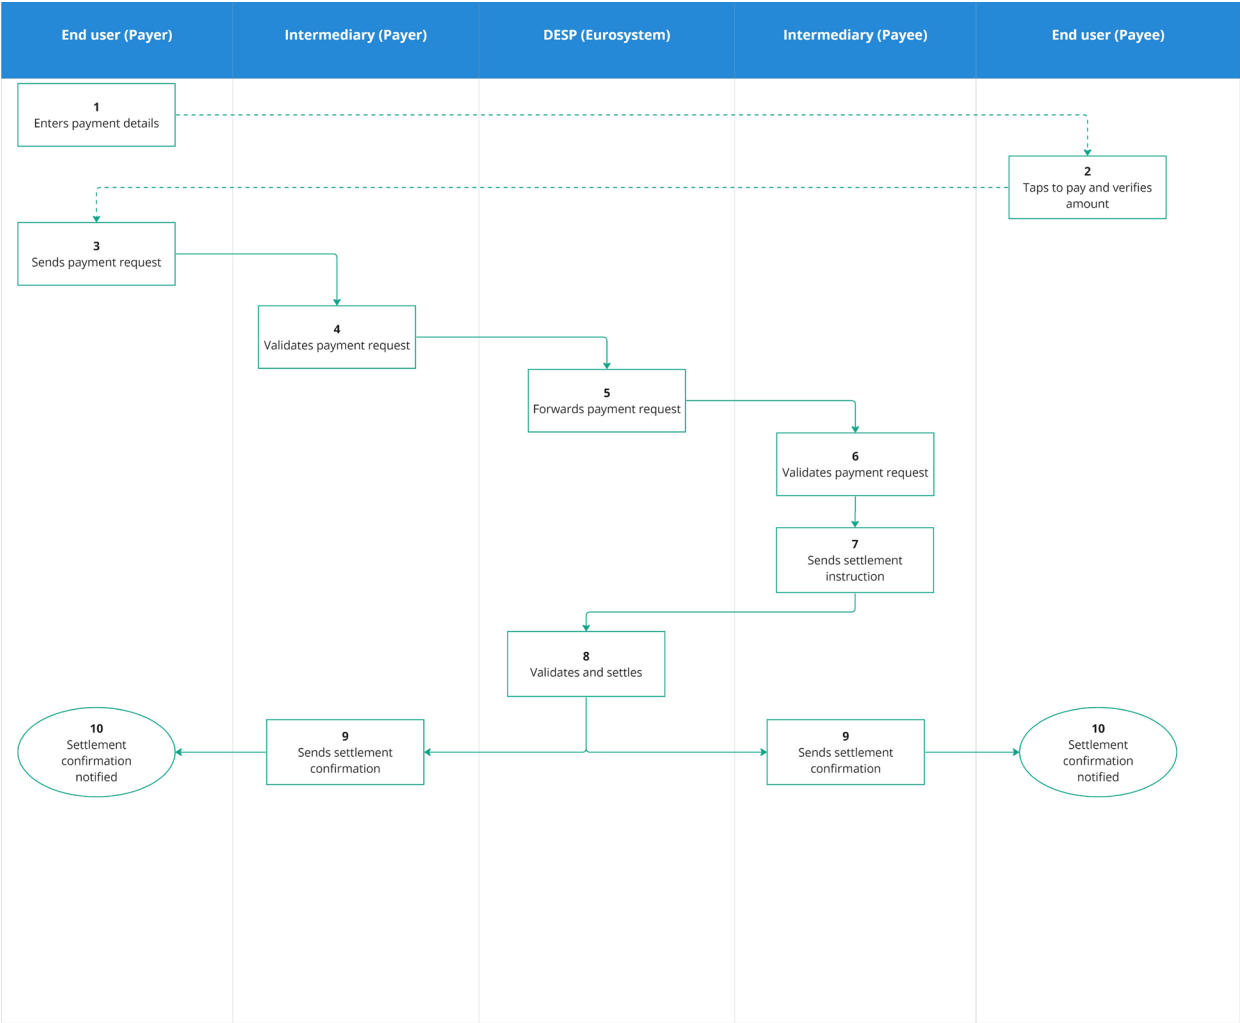 End user (Payer)
Intermediary (Payer)
DESP (Eurosystem)
Intermediary (Payee)
End user (Payee)
1
Enters payment details
2
Taps to pay and verifies
amount
3
Sends payment request
4
Validates payment request
5
Forwards payment request
6
Validates payment request
7
Sends settlement
instruction
8
Validates and settles
10
Settlement
confirmation
notified
9
Sends settlement
confirmation
9
Sends settlement
confirmation
10
Settlement
confirmation
notified